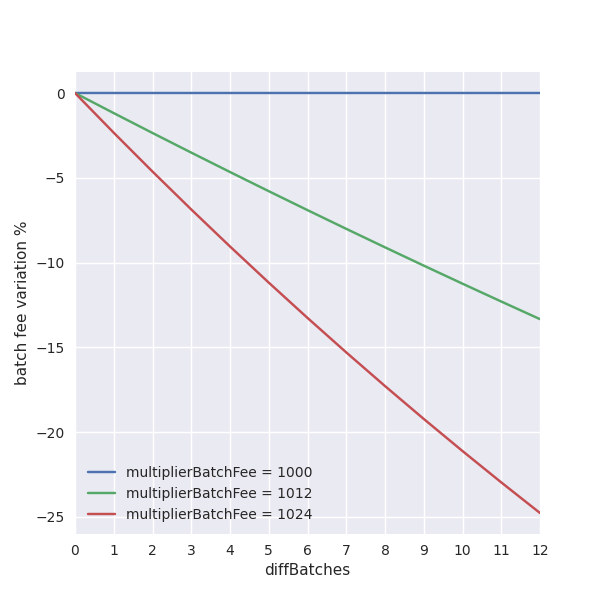 0
−5
−10
−15
−20
−25
batch fee variation %
multiplierBatchFee = 1000
multiplierBatchFee = 1012
multiplierBatchFee = 1024
0 1 2 3 4 5 6 7 8 9 10 11 12
diffBatches